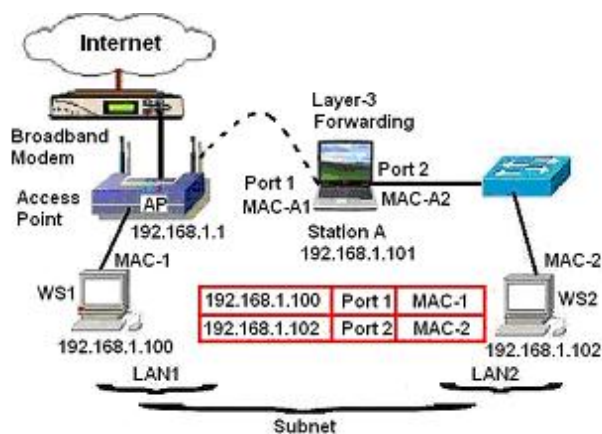 Internet
Broadband
Modem
Layer-3
Forwarding
Port 1
MAC-A1
Port 2
MAC-A2
Access
Point
AP
192.168.1.1
Station A
192.168.1.101
MAC-1
WS1
192.168.1.100
192.168.1.100 Port 1 MAC-1
192.168.1.102 Port 2 MAC-2
MAC-2
WS2
192.168.1.102
LAN1
LAN2
Subnet